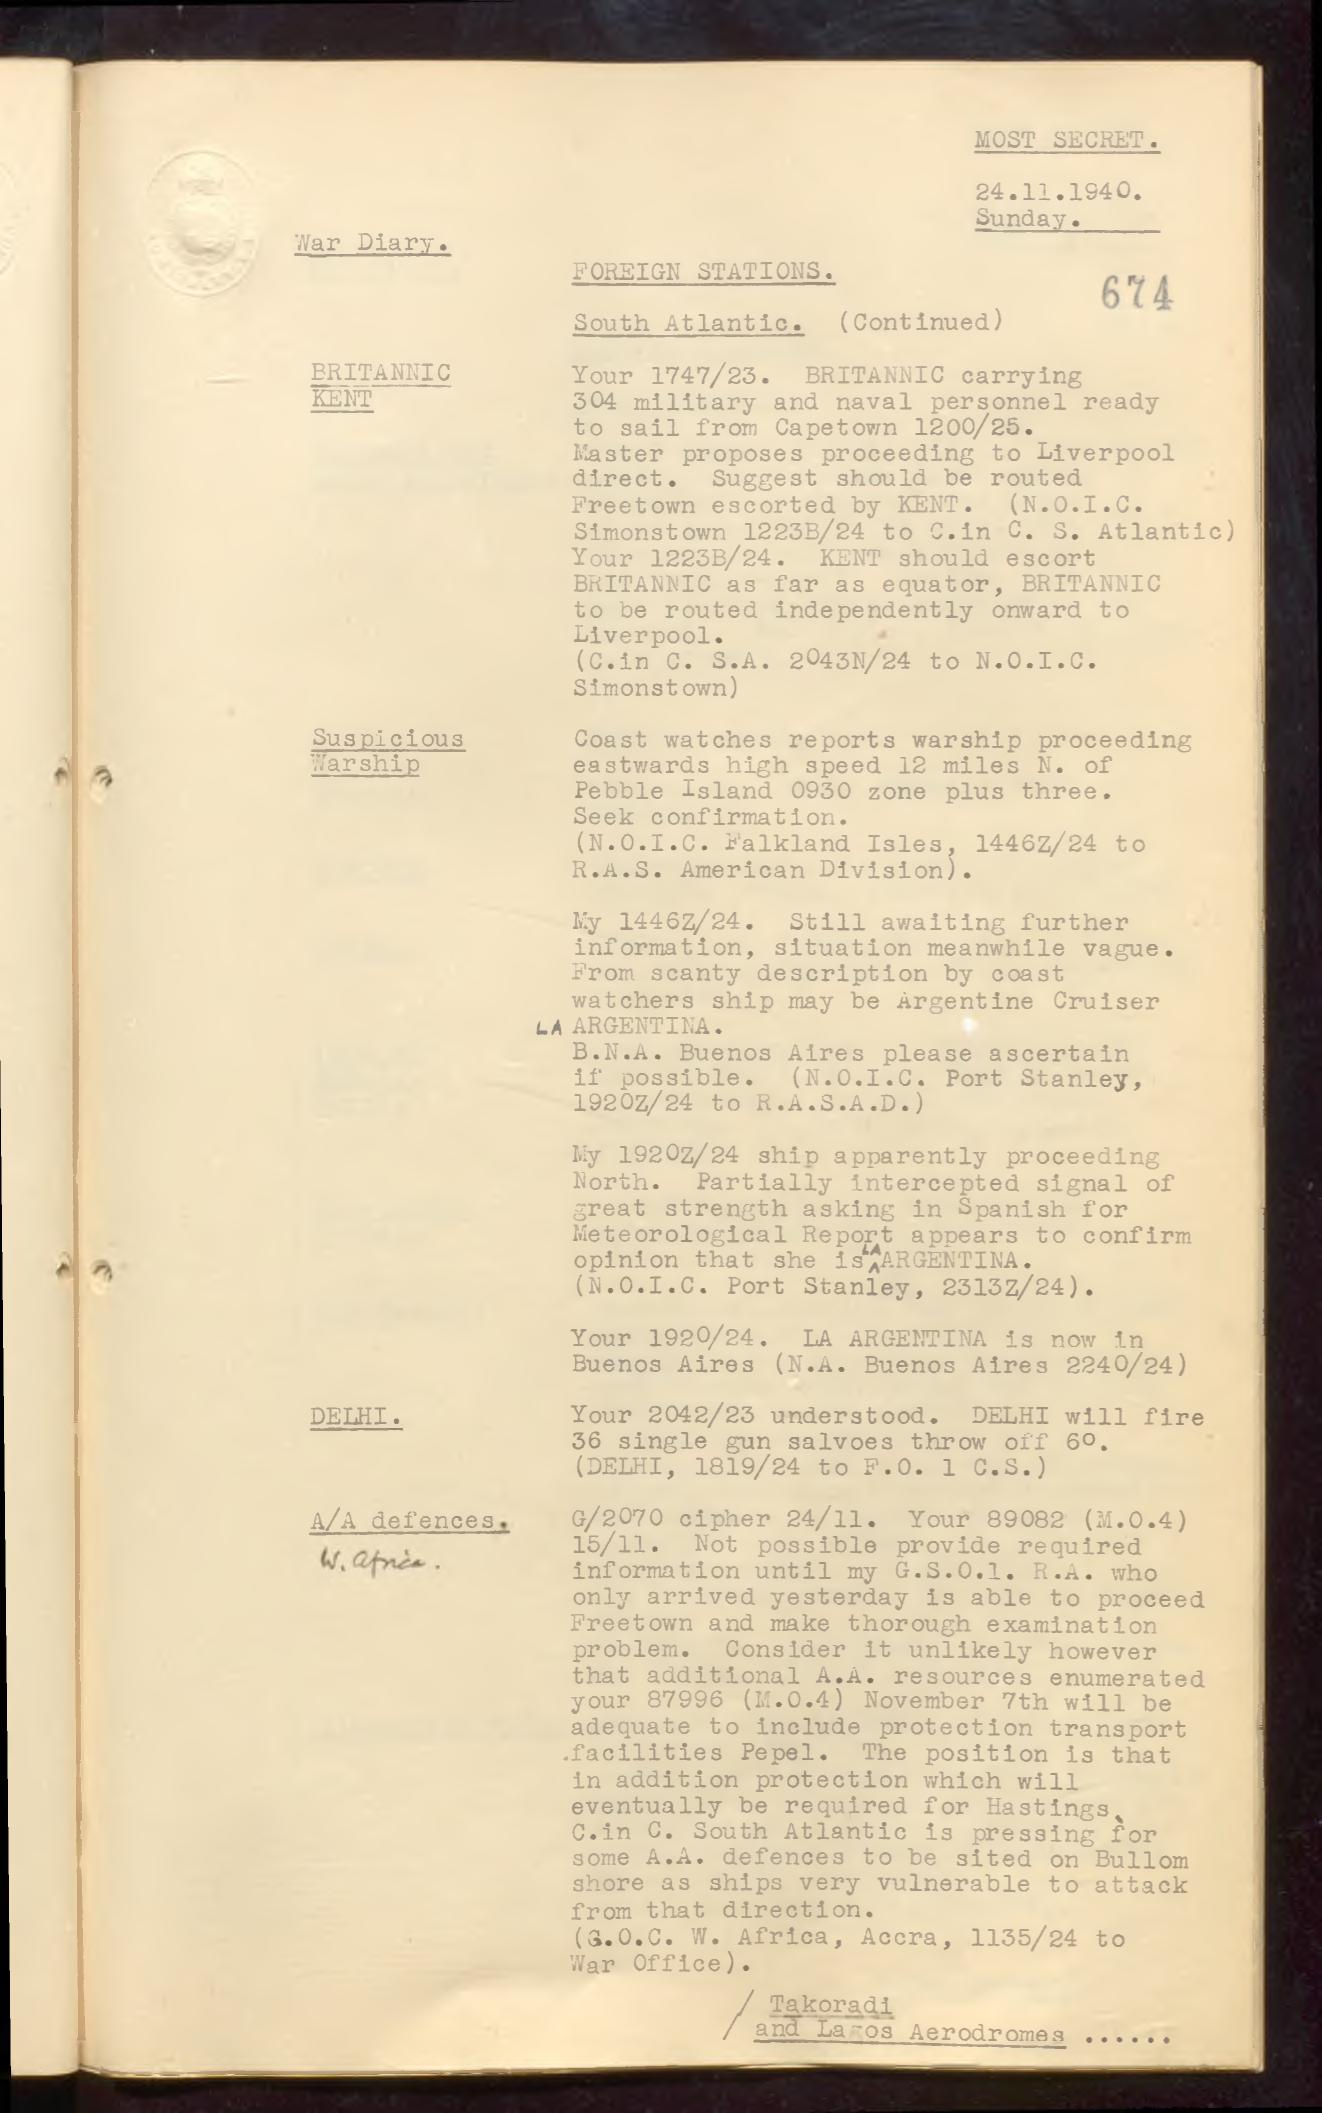 MOST SECRET.
24.11.1940.
Sunday.
War Diary.
FOREIGN STATIONS.
674
South Atlantic. (Continued)
BRITANNIC
KENT
Your 1747/23. BRITANNIC carrying
304 military and naval personnel ready
to sail from Capetown 1200/25.
Master proposes proceeding to Liverpool
direct. Suggest should be routed
Freetown escorted by KENT. (N.O.I.C.
Simonstown 1223B/24 to C.in C. S. Atlantic)
Your 1223B/24. KENT should escort
BRITANNIC as far as equator, BRITANNIC
to be routed independently onward to
Liverpool.
(C.in C. S.A. 2043N/24 to N.O.I.C.
Simonstown)
Suspicious
Warship
Coast watches reports warship proceeding
eastwards high speed 12 miles N. of
Pebble Island 0930 zone plus three.
Seek confirmation.
(N.O.I.C. Falkland Isles, 1446Z/24 to
R.A.S. American Division).
My 1446Z/24. Still awaiting further
information, situation meanwhile vague.
From scanty description by coast
watchers ship may be Argentine Cruiser
LA ARGENTINA.
B.N.A. Buenos Aires please ascertain
if possible. (N.O.I.C. Port Stanley,
1920Z/24 to R.A.S.A.D.)
My 1920Z/24 ship apparently proceeding
North. Partially intercepted signal of
great strength asking in Spanish for
Meteorological Report appears to confirm
opinion that she is LA ARGENTINA.
(N.O.I.C. Port Stanley, 2313Z/24).
Your 1920/24. LA ARGENTINA is now in
Buenos Aires (N.A. Buenos Aires 2240/24)
DELHI.
Your 2042/23 understood. DELHI will fire
36 single gun salvoes throw off 6º.
(DELHI, 1819/24 to F.O. 1 C.S.)
A/A defences.
W. Africa.
G/2070 cipher 24/11. Your 89082 (M.O.4)
15/11. Not possible provide required
information until my G.S.O.1. R.A. who
only arrived yesterday is able to proceed
Freetown and make thorough examination
problem. Consider it unlikely however
that additional A.A. resources enumerated
your 87996 (M.O.4) November 7th will be
adequate to include protection transport
facilities Pepel. The position is that
in addition protection which will
eventually be required for Hastings,
C.in C. South Atlantic is pressing for
some A.A. defences to be sited on Bullom
shore as ships very vulnerable to attack
from that direction.
(G.O.C. W. Africa, Accra, 1135/24 to
War Office).
/ Takoradi
/ and Lagos Aerodromes ......